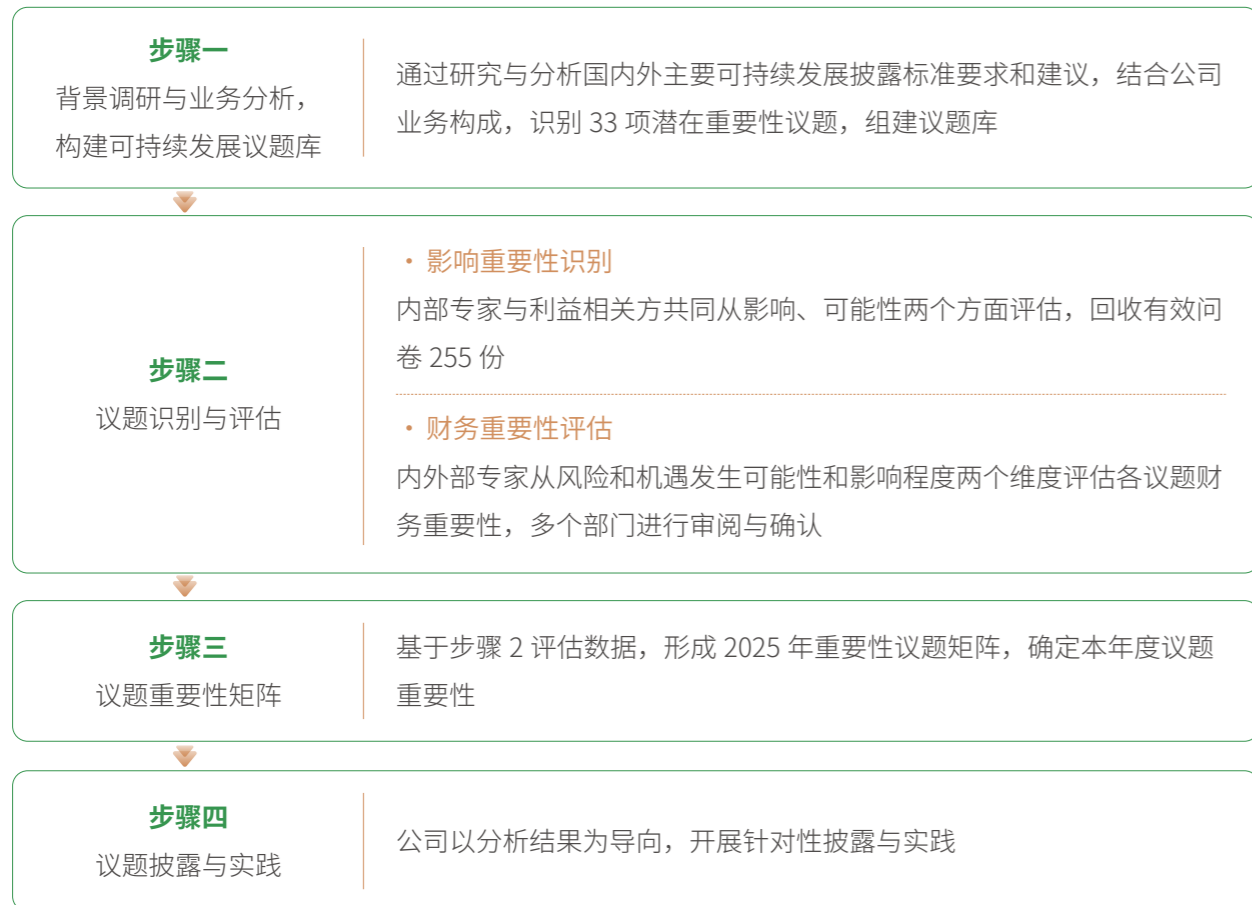 步骤一
背景调研与业务分析，
构建可持续发展议题库
通过研究与分析国内外主要可持续发展披露标准要求和建议，结合公司
业务构成，识别 33 项潜在重要性议题，组建议题库
步骤二
议题识别与评估
・影响重要性识别
内部专家与利益相关方共同从影响、可能性两个方面评估，回收有效问
卷 255 份
・财务重要性评估
内外部专家从风险和机遇发生可能性和影响程度两个维度评估各议题财
务重要性，多个部门进行审阅与确认
步骤三
议题重要性矩阵
基于步骤 2 评估数据，形成 2025 年重要性议题矩阵，确定本年度议题
重要性
步骤四
议题披露与实践
公司以分析结果为导向，开展针对性披露与实践